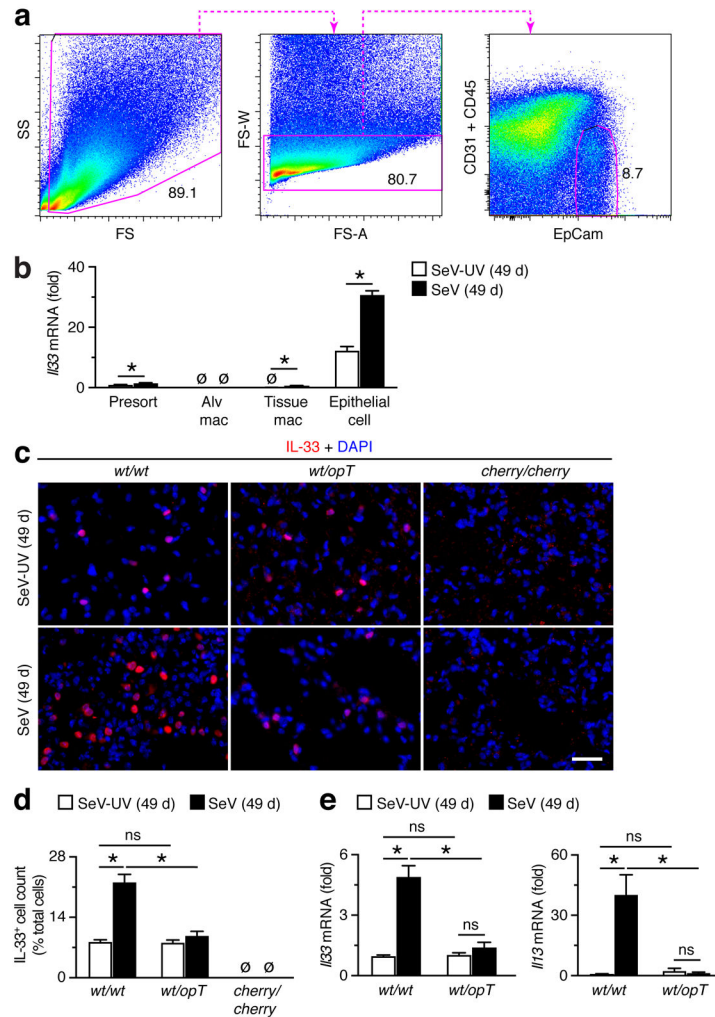 a
SS
89.1
FS
FS-W
80.7
FS-A
CD31 + CD45
8.7
EpCam
b
Il33 mRNA (fold)
40
20
0
*
Ø Ø
Ø
*
*
Presort
Alv mac
Tissue mac
Epithelial cell
SeV-UV (49 d)
SeV (49 d)
c
IL-33 + DAPI
wt/wt
wt/opT
cherry/cherry
SeV-UV (49 d)
SeV (49 d)
d
SeV-UV (49 d)
SeV (49 d)
IL-33⁺ cell count
(% total cells)
28
14
0
ns
*
*
Ø Ø
wt/wt
wt/opT
cherry/
cherry
e
SeV-UV (49 d)
SeV (49 d)
Il33 mRNA (fold)
6
3
0
ns
*
*
ns
wt/wt
wt/opT
Il13 mRNA (fold)
60
30
0
ns
*
*
ns
wt/wt
wt/opT